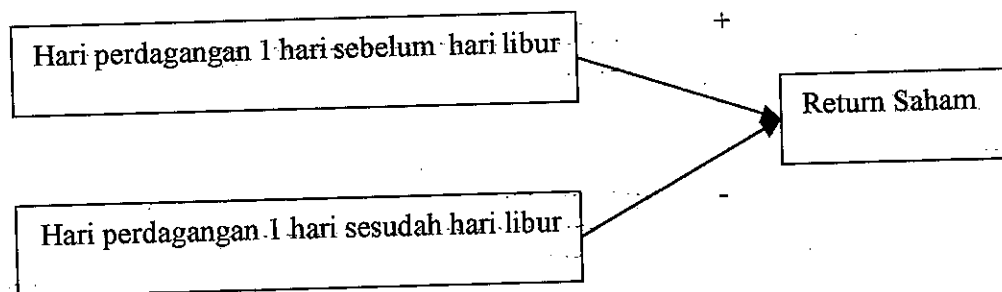 +
Hari perdagangan 1 hari sebelum hari libur
Return Saham
-
Hari perdagangan 1 hari sesudah hari libur